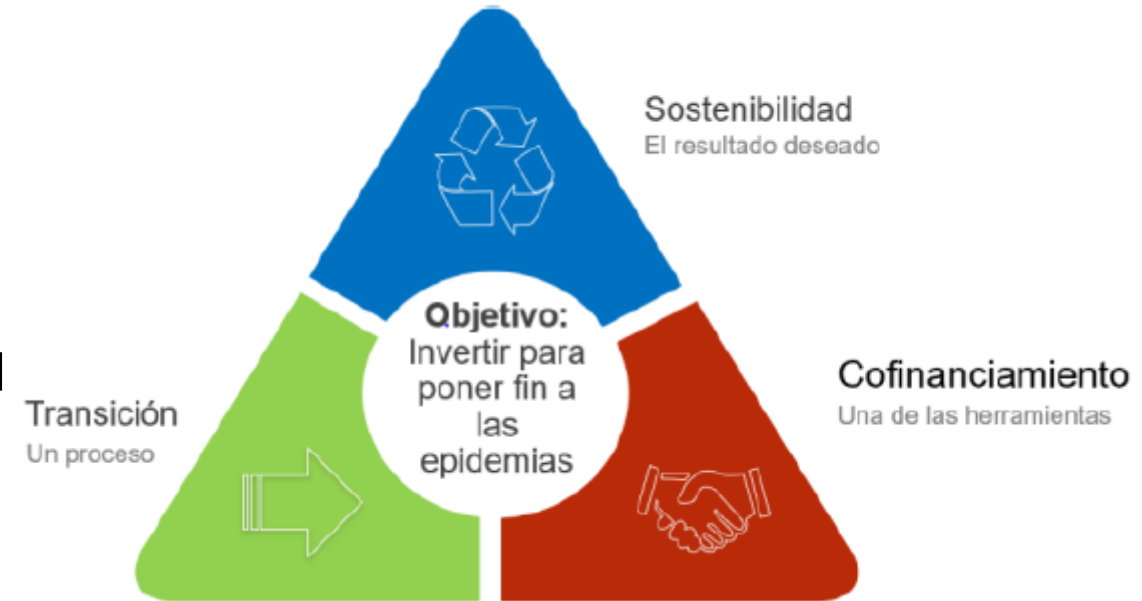 Sostenibilidad
El resultado deseado
Objetivo:
Invertir para
poner fin a
las
epidemias
Cofinanciamiento
Una de las herramientas
Transición
Un proceso